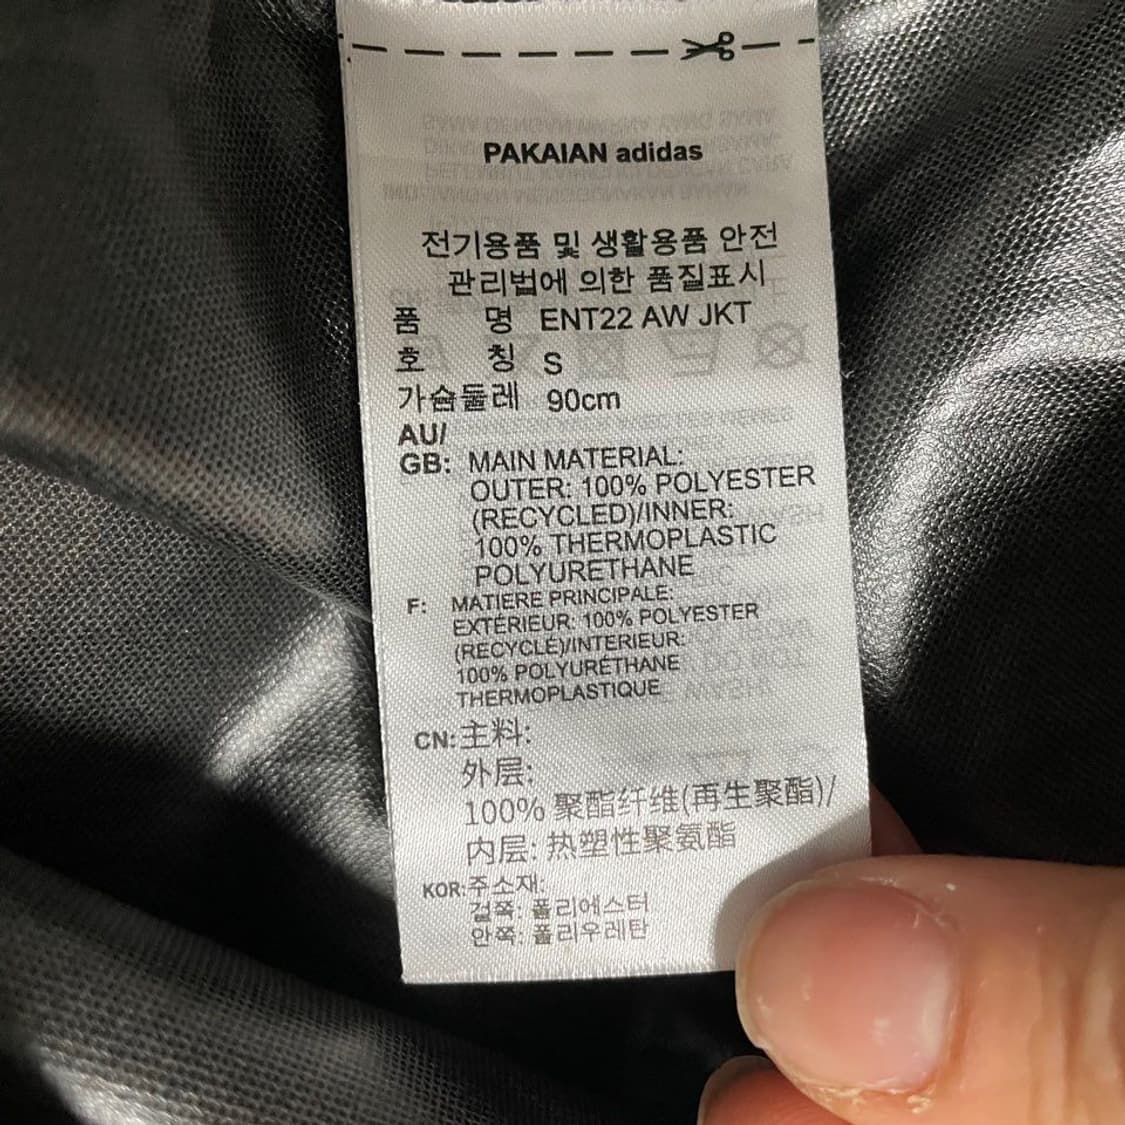 PAKAIAN adidas
전기용품 및 생활용품 안전
관리법에 의한 품질표시
품 명 ENT22 AW JKT
호 칭 S
가슴둘레 90cm
AU/
GB: MAIN MATERIAL:
OUTER: 100% POLYESTER
(RECYCLED)/INNER:
100% THERMOPLASTIC
POLYURETHANE
F: MATIERE PRINCIPALE:
EXTÉRIEUR: 100% POLYESTER
(RECYCLÉ)/INTERIEUR:
100% POLYURÉTHANE
THERMOPLASTIQUE
CN: 主料:
外层:
100% 聚酯纤维(再生聚酯)/
内层: 热塑性聚氨酯
KOR: 주소재:
겉쪽: 폴리에스터
안쪽: 폴리우레탄